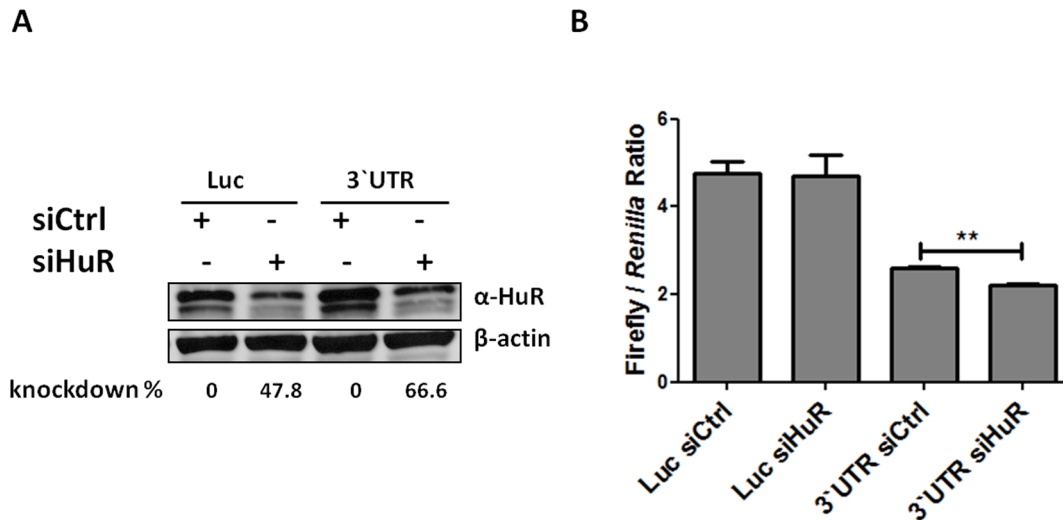 A
Luc 3`UTR
siCtrl + - + -
siHuR - + - +
α-HuR
β-actin
knockdown % 0 47.8 0 66.6
B
Firefly / Renilla Ratio
6
4
2
0
**
Luc siCtrl
Luc siHuR
3`UTR siCtrl
3`UTR siHuR